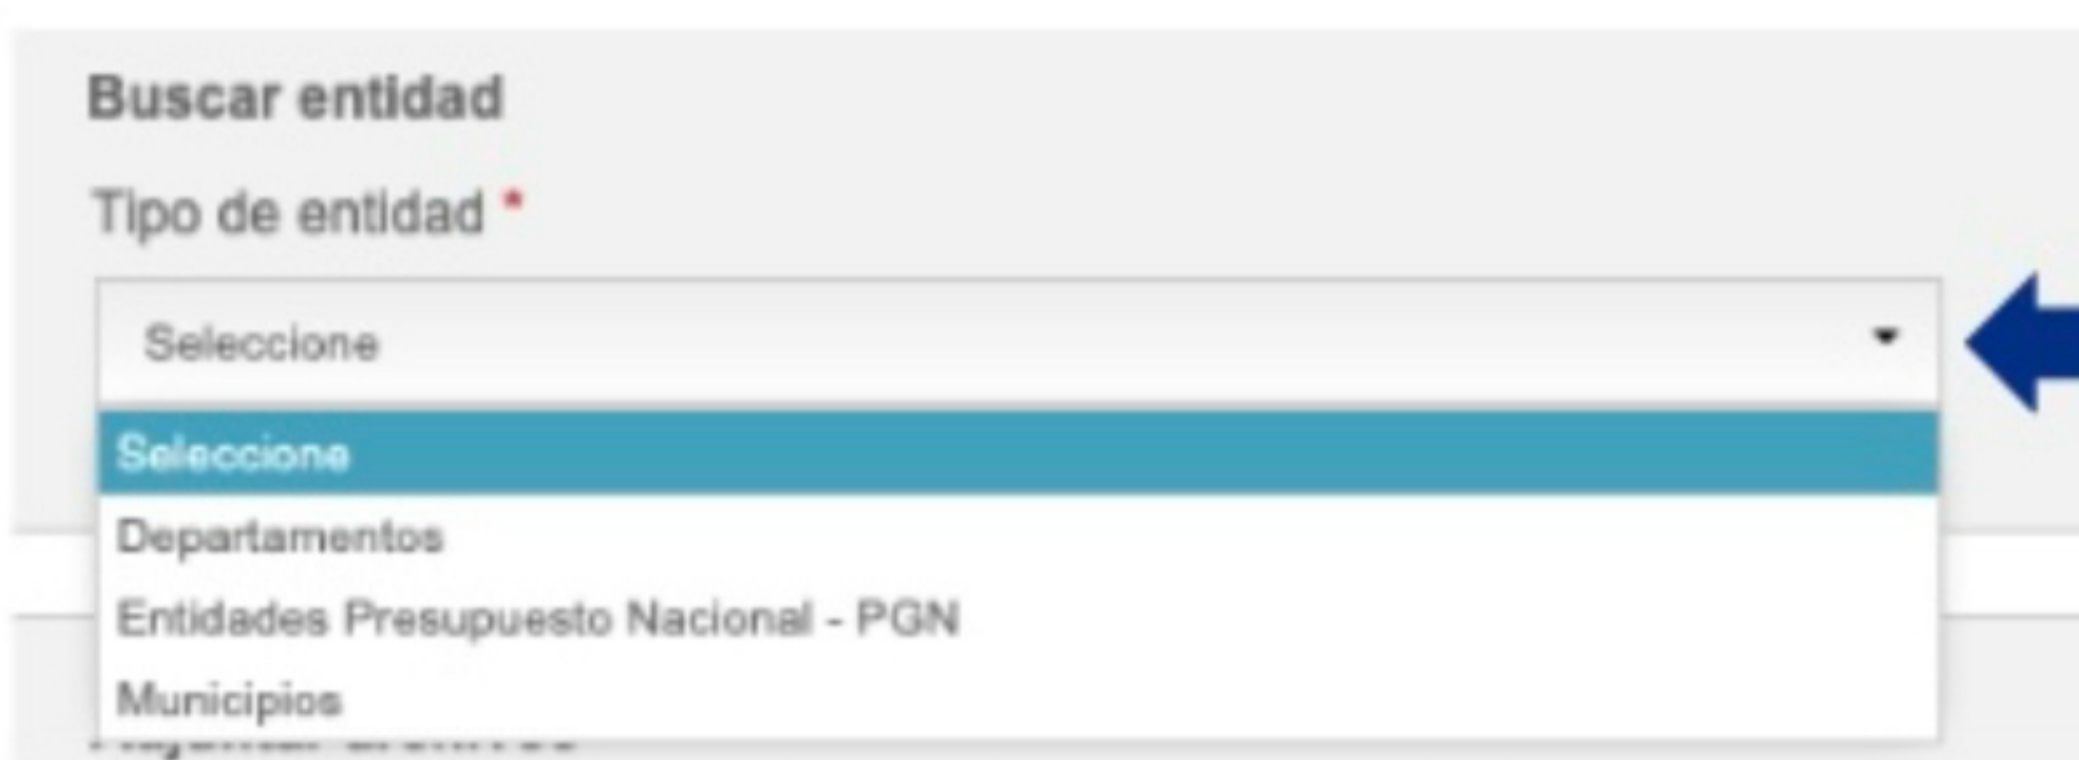 Buscar entidad
Tipo de entidad *
Seleccione
Seleccione
Departamentos
Entidades Presupuesto Nacional - PGN
Municipios